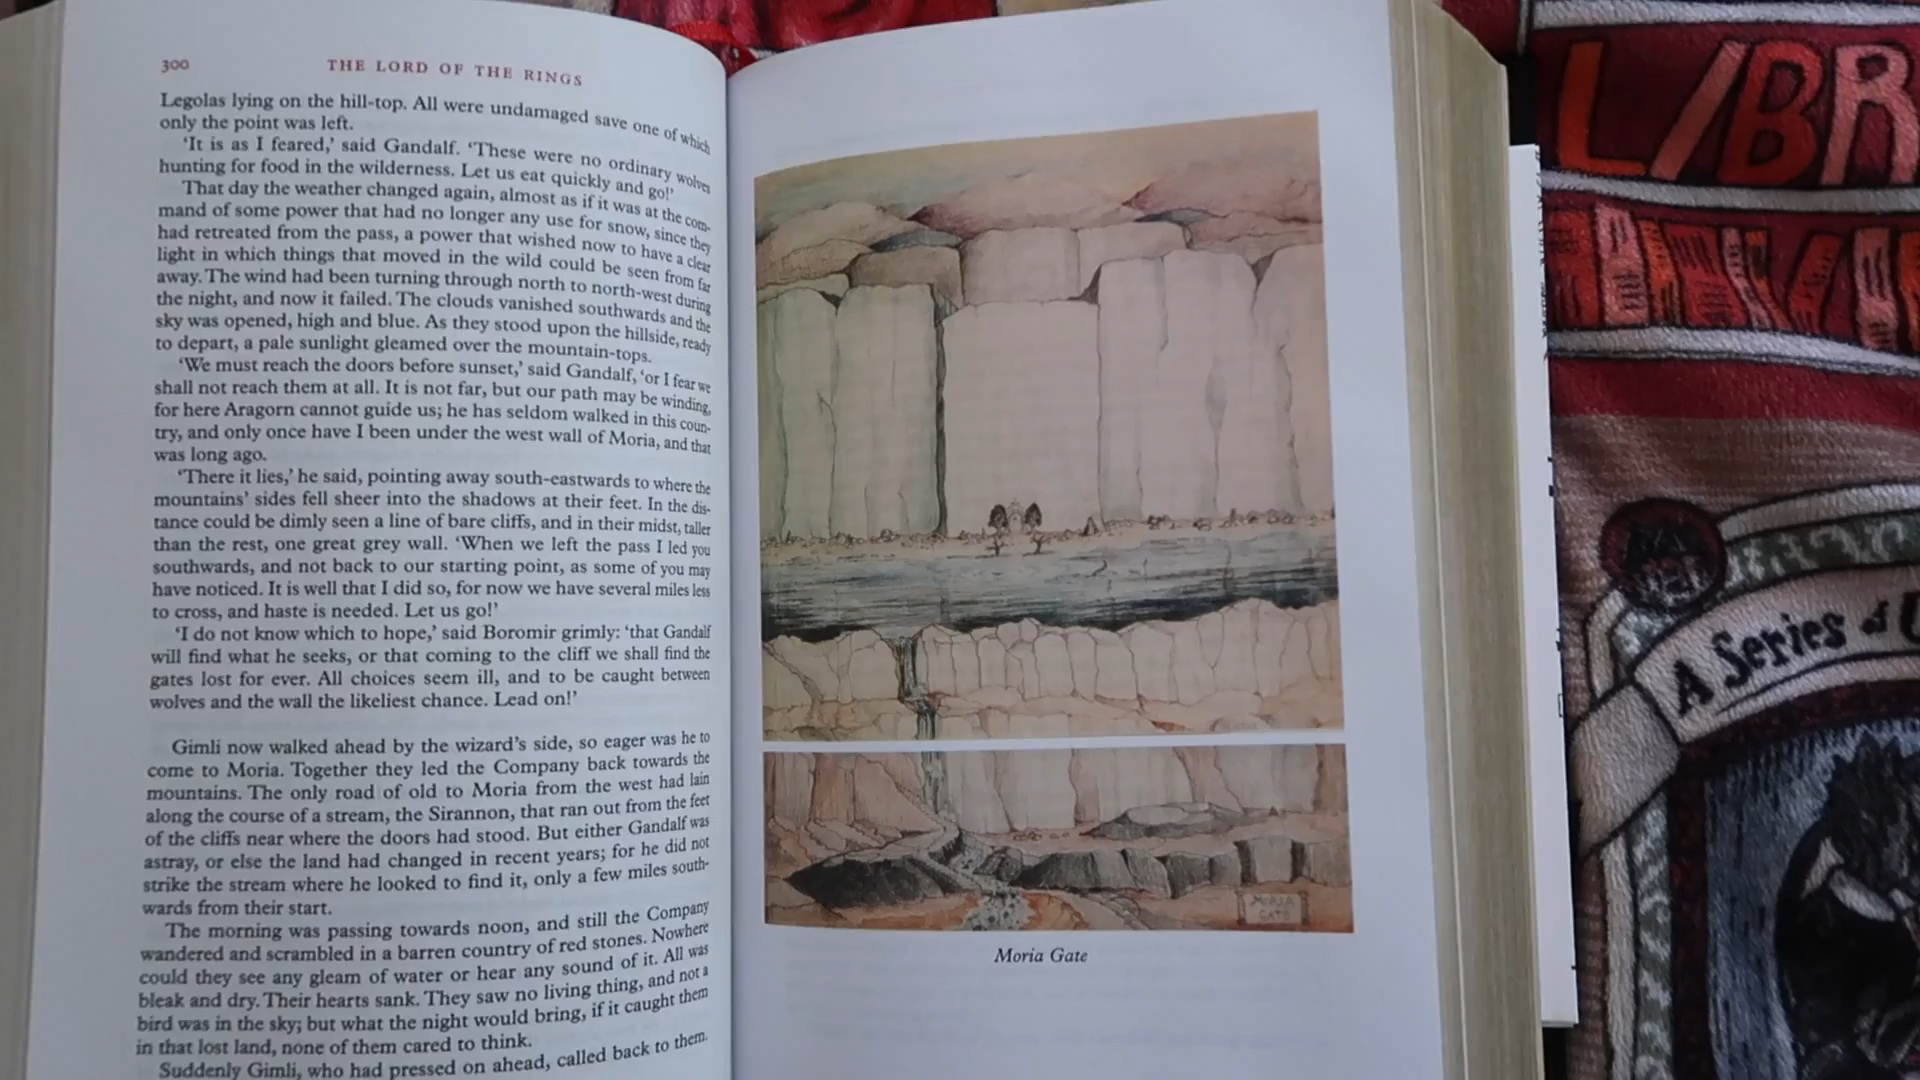 300
THE LORD OF THE RINGS
Legolas lying on the hill-top. All were undamaged save one of which
only the point was left.
‘It is as I feared,’ said Gandalf. ‘These were no ordinary wolves
hunting for food in the wilderness. Let us eat quickly and go!’
That day the weather changed again, almost as if it was at the com-
mand of some power that had no longer any use for snow, since they
had retreated from the pass, a power that wished now to have a clear
light in which things that moved in the wild could be seen from far
away. The wind had been turning through north to north-west during
the night, and now it failed. The clouds vanished southwards and the
sky was opened, high and blue. As they stood upon the hillside, ready
to depart, a pale sunlight gleamed over the mountain-tops.
‘We must reach the doors before sunset,’ said Gandalf, ‘or I fear we
shall not reach them at all. It is not far, but our path may be winding,
for here Aragorn cannot guide us; he has seldom walked in this coun-
try, and only once have I been under the west wall of Moria, and that
was long ago.
‘There it lies,’ he said, pointing away south-eastwards to where the
mountains’ sides fell sheer into the shadows at their feet. In the dis-
tance could be dimly seen a line of bare cliffs, and in their midst, taller
than the rest, one great grey wall. ‘When we left the pass I led you
southwards, and not back to our starting point, as some of you may
have noticed. It is well that I did so, for now we have several miles less
to cross, and haste is needed. Let us go!’
‘I do not know which to hope,’ said Boromir grimly: ‘that Gandalf
will find what he seeks, or that coming to the cliff we shall find the
gates lost for ever. All choices seem ill, and to be caught between
wolves and the wall the likeliest chance. Lead on!’
Gimli now walked ahead by the wizard’s side, so eager was he to
come to Moria. Together they led the Company back towards the
mountains. The only road of old to Moria from the west had lain
along the course of a stream, the Sirannon, that ran out from the feet
of the cliffs near where the doors had stood. But either Gandalf was
astray, or else the land had changed in recent years; for he did not
strike the stream where he looked to find it, only a few miles south-
wards from their start.
The morning was passing towards noon, and still the Company
wandered and scrambled in a barren country of red stones. Nowhere
could they see any gleam of water or hear any sound of it. All was
bleak and dry. Their hearts sank. They saw no living thing, and not a
bird was in the sky; but what the night would bring, if it caught them
in that lost land, none of them cared to think.
Suddenly Gimli, who had pressed on ahead, called back to them.
MORIA
GATE
Moria Gate
LIBR
A Series of U